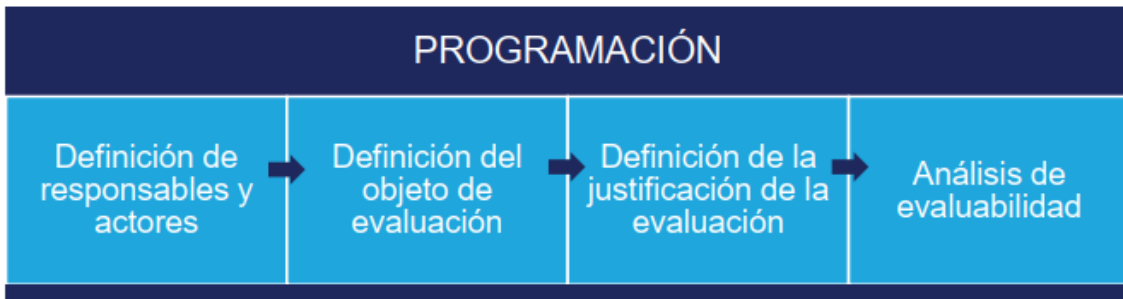 PROGRAMACIÓN
Definición de
responsables y
actores
Definición del
objeto de
evaluación
Definición de la
justificación de la
evaluación
Análisis de
evaluabilidad